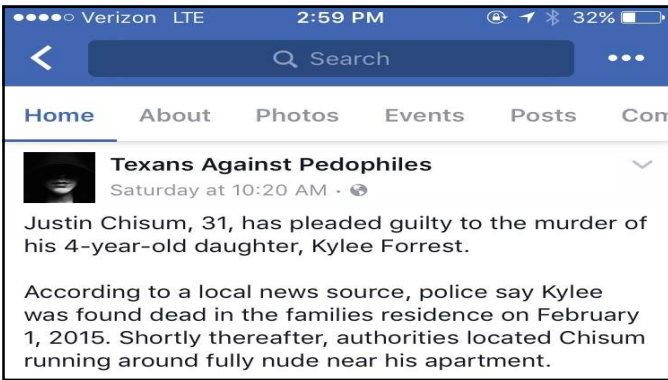 Verizon LTE 2:59 PM 32%
Search
Home About Photos Events Posts Com
Texans Against Pedophiles
Saturday at 10:20 AM ·
Justin Chisum, 31, has pleaded guilty to the murder of
his 4-year-old daughter, Kylee Forrest.
According to a local news source, police say Kylee
was found dead in the families residence on February
1, 2015. Shortly thereafter, authorities located Chisum
running around fully nude near his apartment.